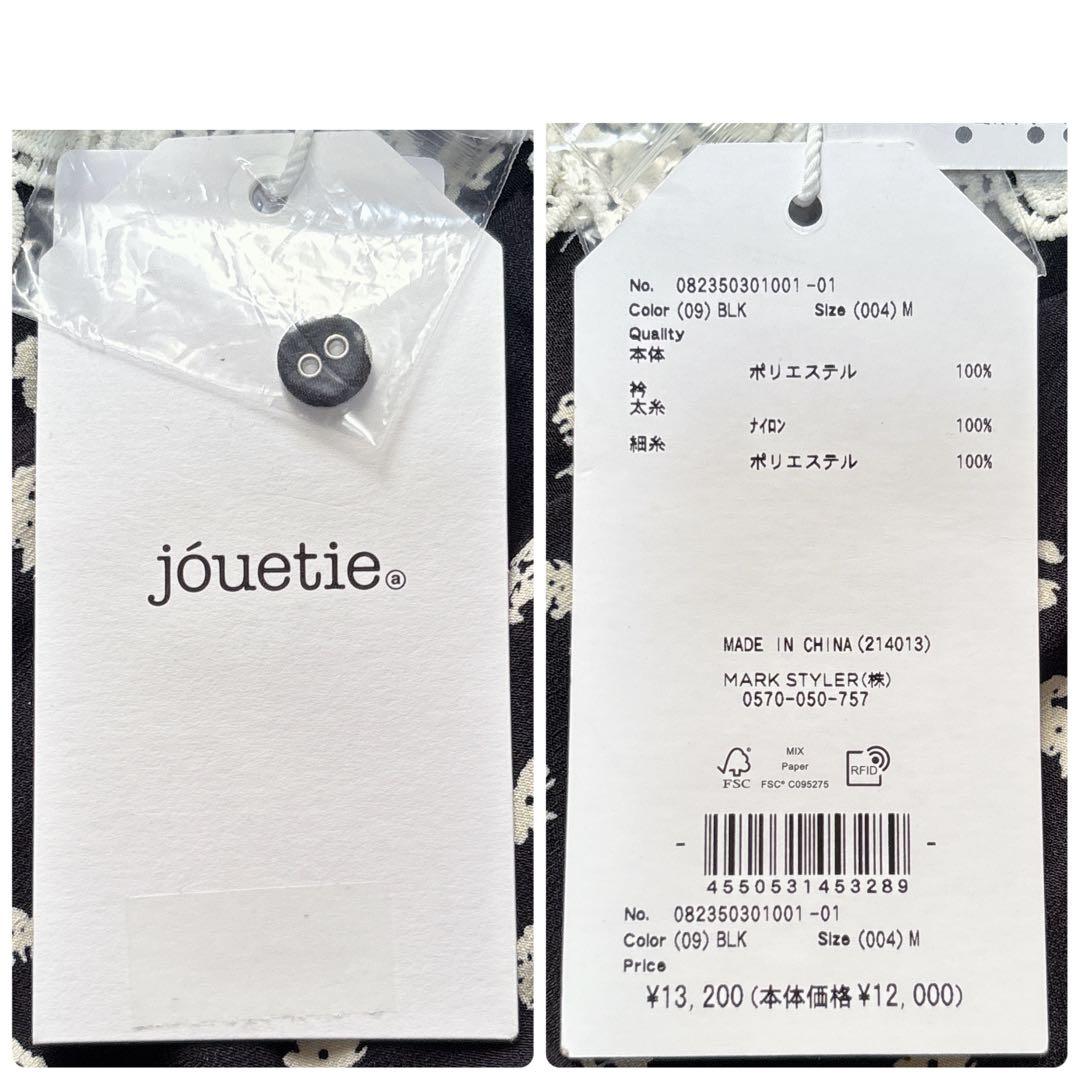 jóuetie ⓐ
No. 082350301001-01
Color (09) BLK Size (004) M
Quality
本体
ポリエステル 100%
衿
太糸
ナイロン 100%
細糸
ポリエステル 100%
MADE IN CHINA (214013)
MARK STYLER(株)
0570-050-757
FSC
MIX
Paper
FSC® C095275
RFID
4550531453289
No. 082350301001-01
Color (09) BLK Size (004) M
Price
¥13,200(本体価格¥12,000)